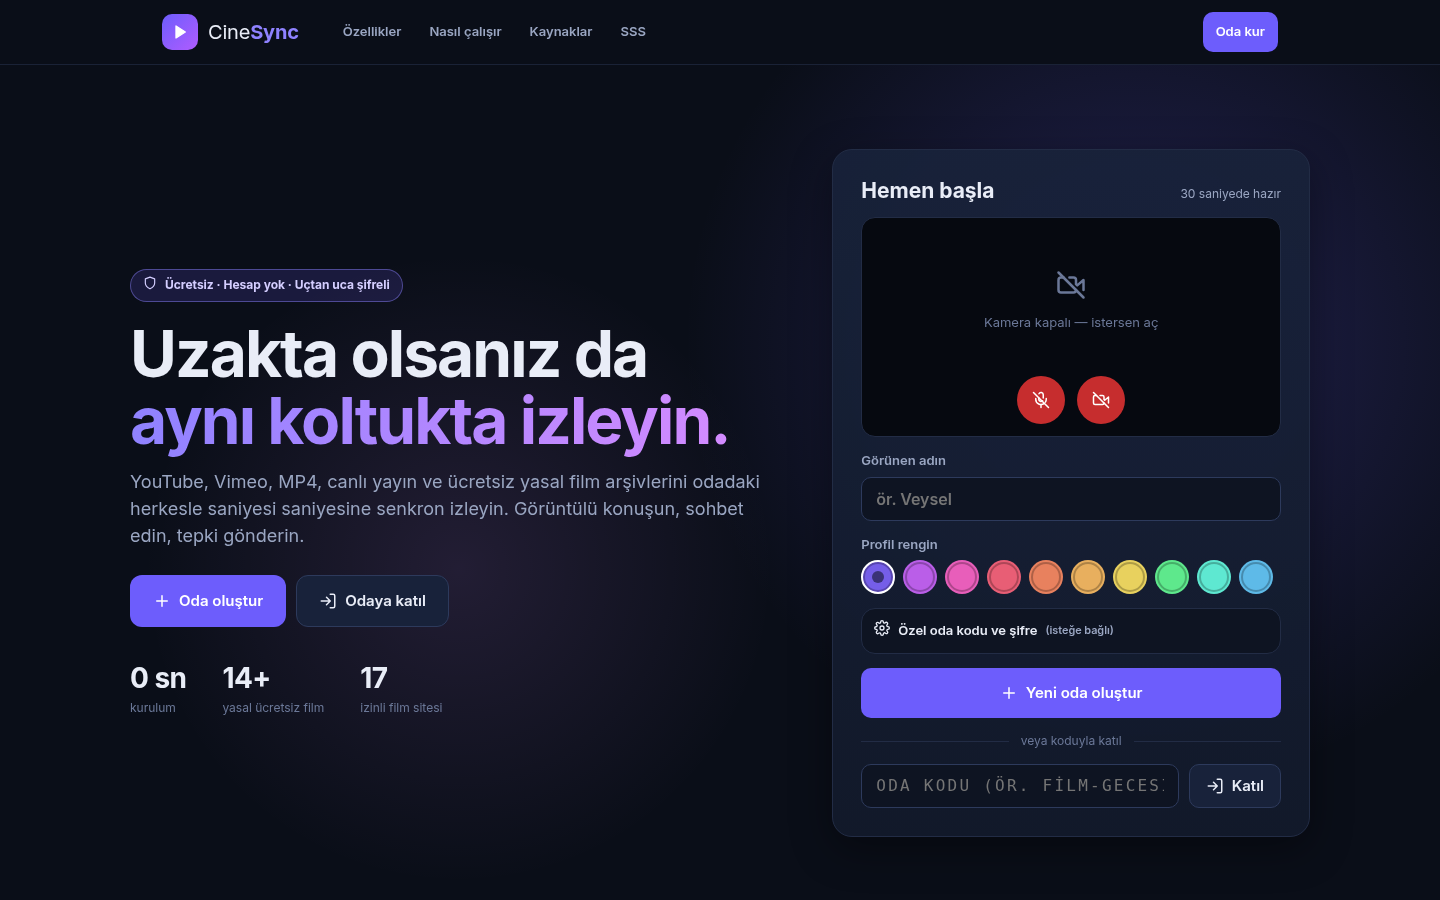 CineSync
Özellikler
Nasıl çalışır
Kaynaklar
SSS
Oda kur
Ücretsiz · Hesap yok · Uçtan uca şifreli
Uzakta olsanız da
aynı koltukta izleyin.
YouTube, Vimeo, MP4, canlı yayın ve ücretsiz yasal film arşivlerini odadaki
herkesle saniyesi saniyesine senkron izleyin. Görüntülü konuşun, sohbet
edin, tepki gönderin.
Oda oluştur
Odaya katıl
0 sn
kurulum
14+
yasal ücretsiz film
17
izinli film sitesi
Hemen başla
30 saniyede hazır
Kamera kapalı — istersen aç
Görünen adın
ör. Veysel
Profil rengin
Özel oda kodu ve şifre (isteğe bağlı)
Yeni oda oluştur
veya koduyla katıl
ODA KODU (ÖR. FİLM-GECES
Katıl